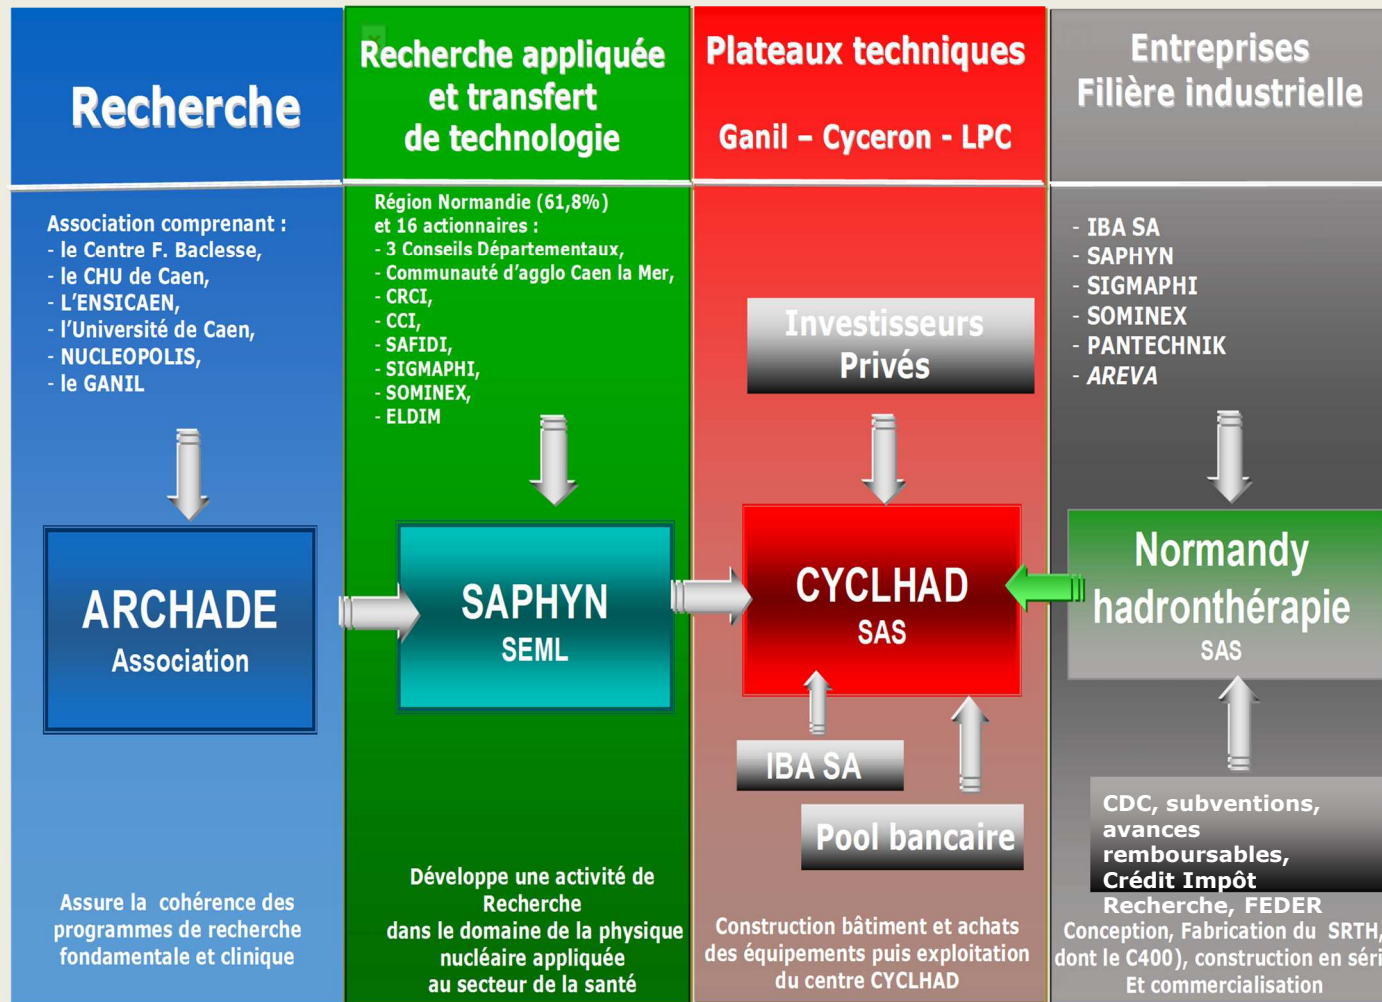 Recherche
Association comprenant :
- le Centre F. Baclesse,
- le CHU de Caen,
- L'ENSICAEN,
- l'Université de Caen,
- NUCLEOPOLIS,
- le GANIL
ARCHADE
Association
Assure la cohérence des
programmes de recherche
fondamentale et clinique
Recherche appliquée
et transfert
de technologie
Région Normandie (61,8%)
et 16 actionnaires :
- 3 Conseils Départementaux,
- Communauté d'agglo Caen la Mer,
- CRCI,
- CCI,
- SAFIDI,
- SIGMAPHI,
- SOMINEX,
- ELDIM
SAPHYN
SEML
Développe une activité de
Recherche
dans le domaine de la physique
nucléaire appliquée
au secteur de la santé
Plateaux techniques
Ganil – Cyceron - LPC
Investisseurs
Privés
CYCLHAD
SAS
IBA SA
Pool bancaire
Construction bâtiment et achats
des équipements puis exploitation
du centre CYCLHAD
Entreprises
Filière industrielle
- IBA SA
- SAPHYN
- SIGMAPHI
- SOMINEX
- PANTECHNIK
- AREVA
Normandy
hadronthérapie
SAS
CDC, subventions,
avances
remboursables,
Crédit Impôt
Recherche, FEDER
Conception, Fabrication du SRTH,
dont le C400), construction en séri
Et commercialisation